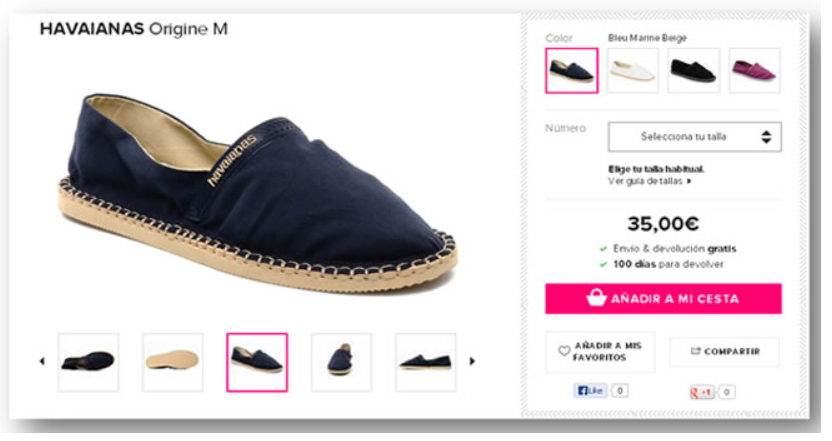 HAVAIANAS Origine M
havaianas
Color Bleu Marine Beige
Número Selecciona tu talla
Elige tu talla habitual.
Ver guía de tallas
35,00€
Envío & devolución gratis
100 días para devolver
AÑADIR A MI CESTA
AÑADIR A MIS
FAVORITOS
COMPARTIR
Like 0
+1 0